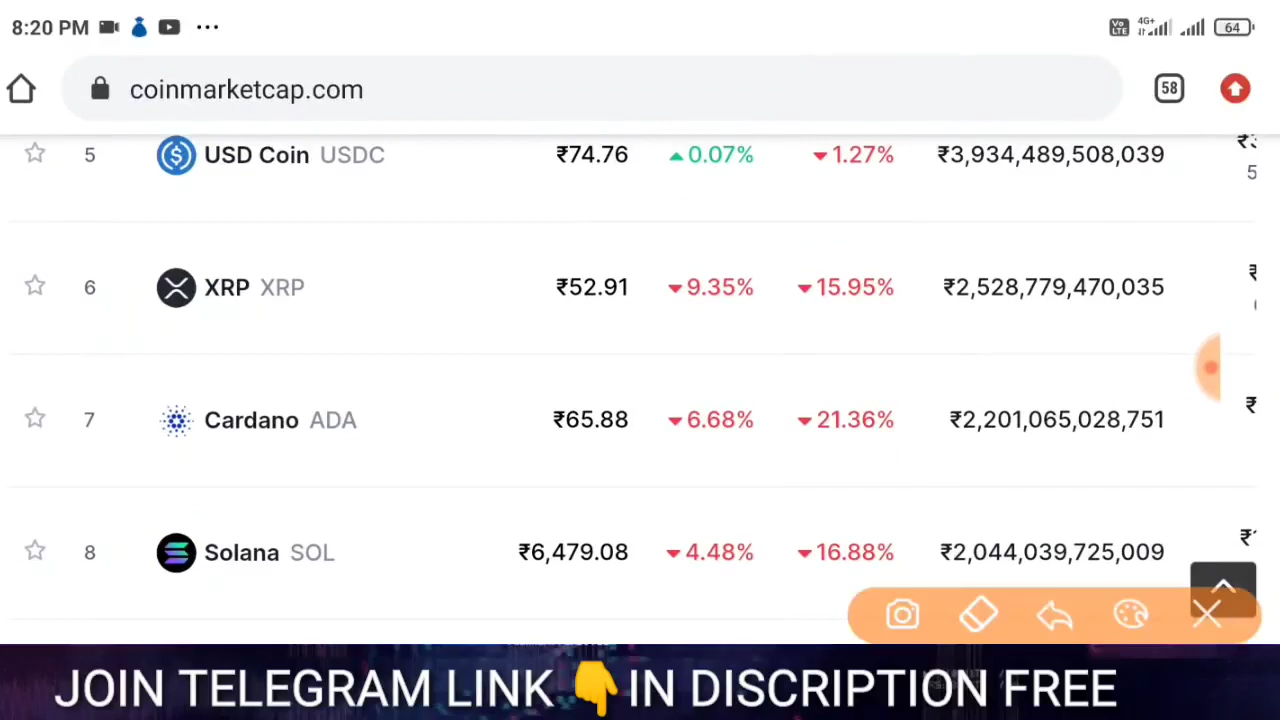 8:20 PM ...
Vo LTE 4G+ 64
coinmarketcap.com 58
5 USD Coin USDC ₹74.76 0.07% 1.27% ₹3,934,489,508,039
6 XRP XRP ₹52.91 9.35% 15.95% ₹2,528,779,470,035
7 Cardano ADA ₹65.88 6.68% 21.36% ₹2,201,065,028,751
8 Solana SOL ₹6,479.08 4.48% 16.88% ₹2,044,039,725,009
JOIN TELEGRAM LINK 👇 IN DISCRIPTION FREE